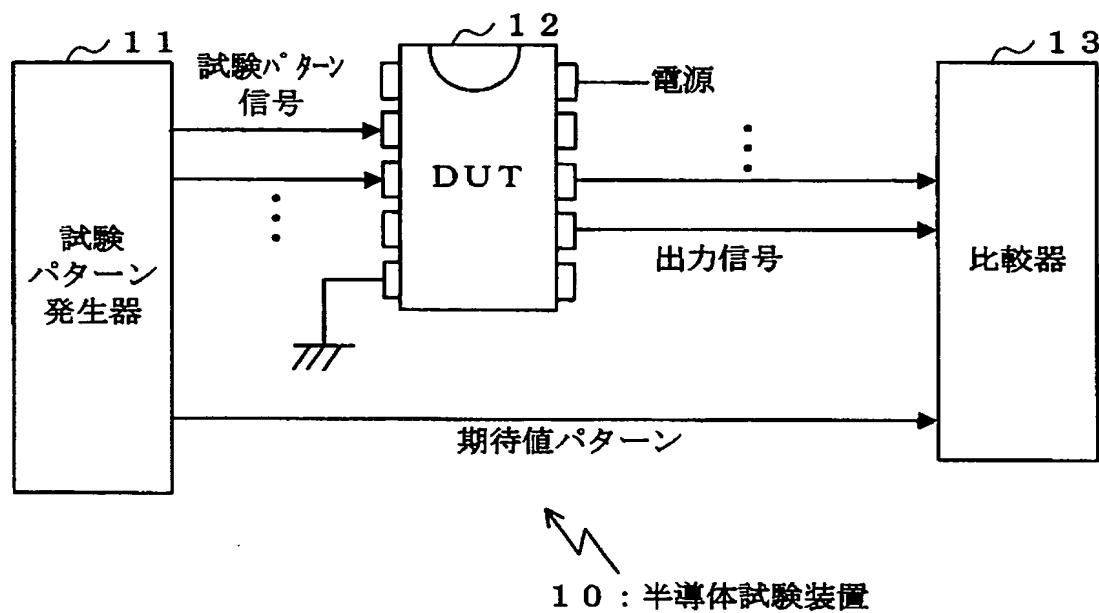 １１
１２
１３
試験パターン
信号
電源
DUT
試験
パターン
発生器
出力信号
比較器
期待値パターン
１０：半導体試験装置